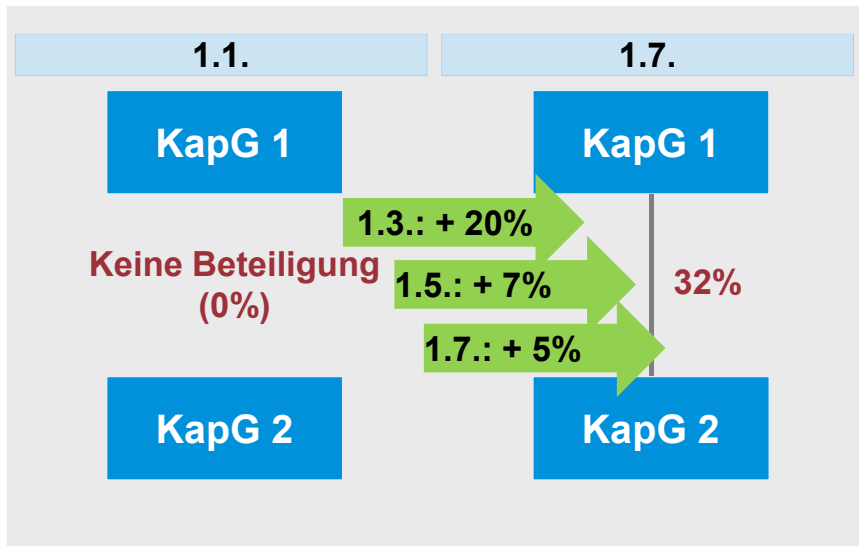 1.1.
1.7.
KapG 1
KapG 1
1.3.: + 20%
Keine Beteiligung
(0%)
1.5.: + 7%
32%
1.7.: + 5%
KapG 2
KapG 2